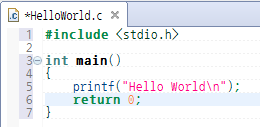 *HelloWorld.c
1 #include <stdio.h>
2
3 int main()
4 {
5     printf("Hello World\n");
6     return 0;
7 }